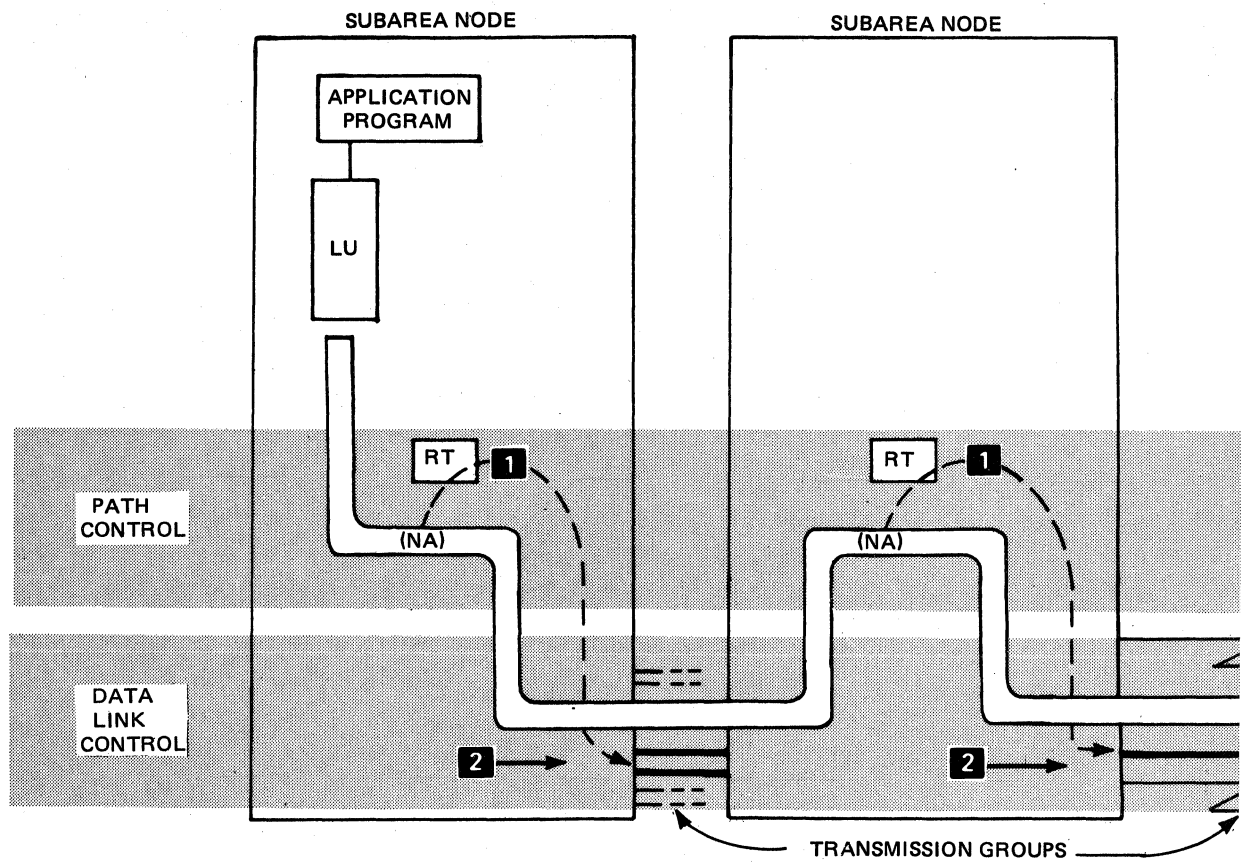 SUBAREA NODE
SUBAREA NODE
APPLICATION
PROGRAM
LU
RT
1
RT
1
PATH
CONTROL
(NA)
(NA)
DATA
LINK
CONTROL
2
2
TRANSMISSION GROUPS